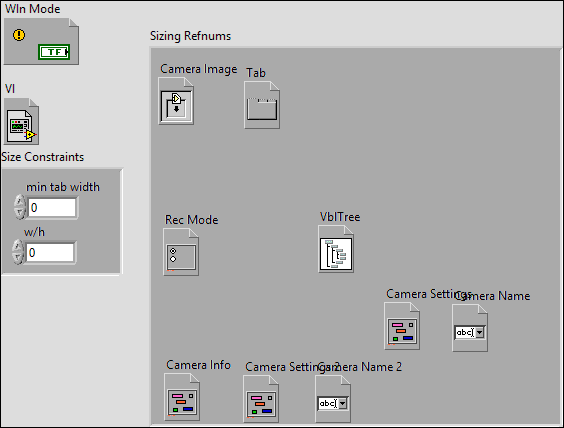 WIn Mode
TF
Sizing Refnums
Camera Image
Tab
VI
Size Constraints
min tab width
0
w/h
0
Rec Mode
VblTree
Camera Settings
Camera Name
abc
Camera Info
Camera Settings 2
Camera Name 2
abc